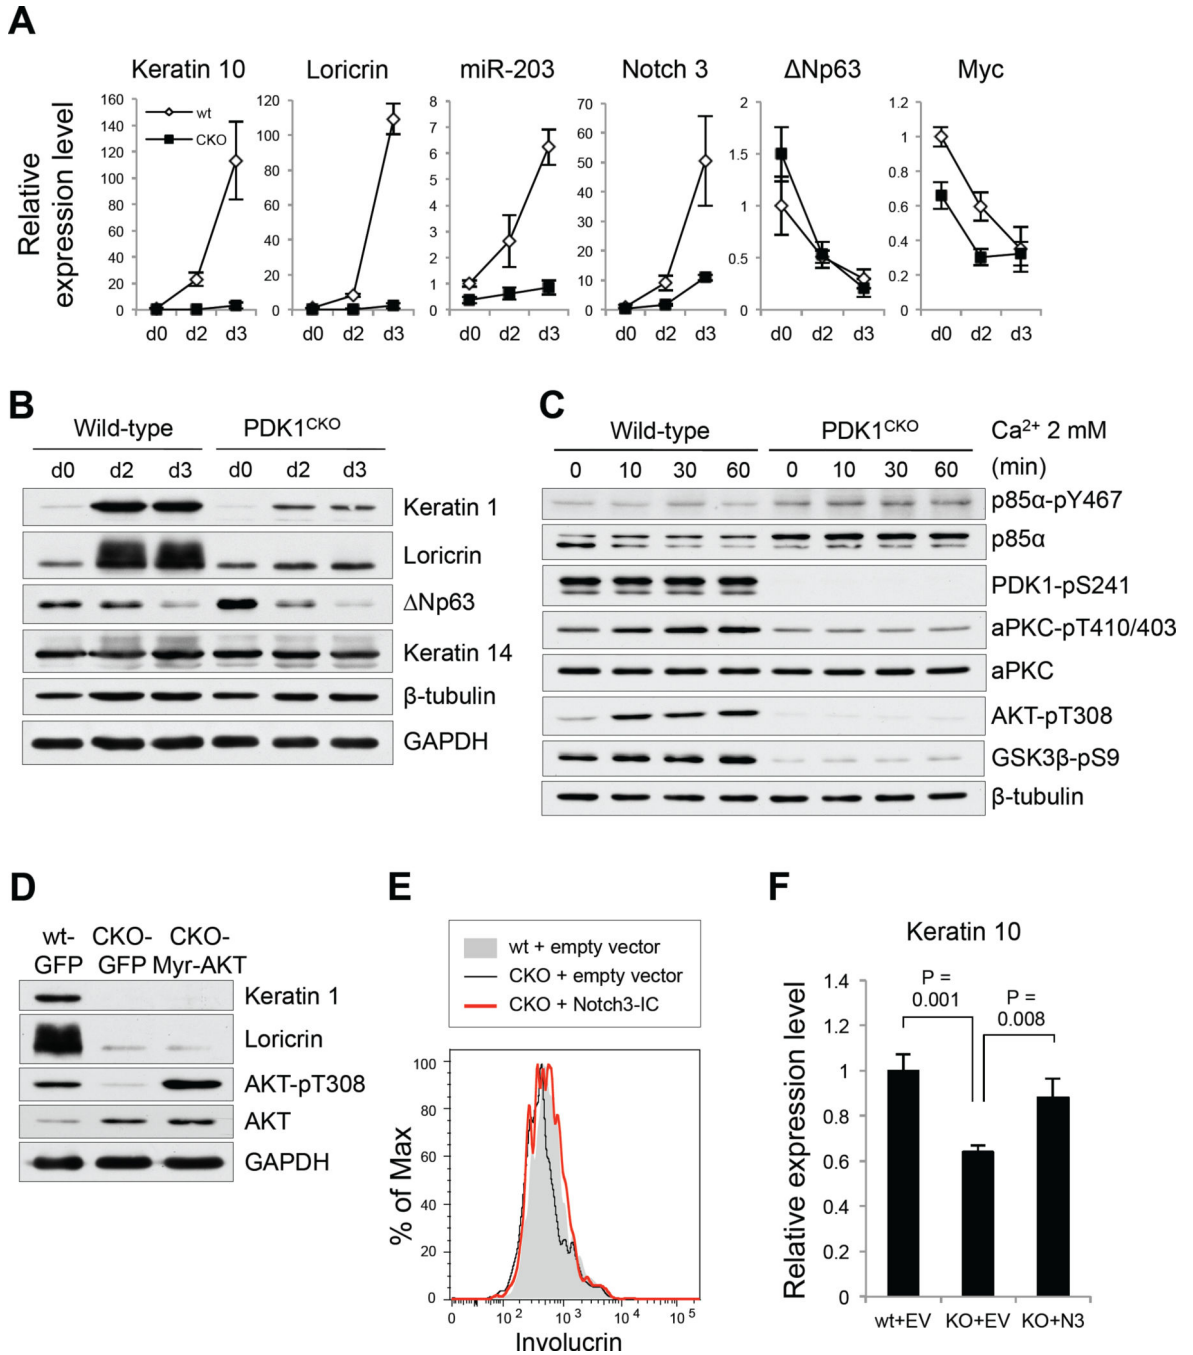 A
Keratin 10
Loricrin
miR-203
Notch 3
ΔNp63
Myc
Relative
expression level
160
140
120
100
80
60
40
20
0
wt
CKO
d0 d2 d3
120
100
80
60
40
20
0
d0 d2 d3
8
7
6
5
4
3
2
1
0
d0 d2 d3
70
60
50
40
30
20
10
0
d0 d2 d3
2
1.5
1
0.5
0
d0 d2 d3
1.2
1
0.8
0.6
0.4
0.2
0
d0 d2 d3
B
Wild-type PDK1CKO
d0 d2 d3 d0 d2 d3
Keratin 1
Loricrin
ΔNp63
Keratin 14
β-tubulin
GAPDH
C
Wild-type PDK1CKO Ca2+ 2 mM
0 10 30 60 0 10 30 60 (min)
p85α-pY467
p85α
PDK1-pS241
aPKC-pT410/403
aPKC
AKT-pT308
GSK3β-pS9
β-tubulin
D
wt- CKO- CKO-
GFP GFP Myr-AKT
Keratin 1
Loricrin
AKT-pT308
AKT
GAPDH
E
wt + empty vector
CKO + empty vector
CKO + Notch3-IC
% of Max
100
80
60
40
20
0
0 10 2 10 3 10 4 10 5
Involucrin
F
Keratin 10
Relative expression level
1.4
1.2
1
0.8
0.6
0.4
0.2
0
P =
0.001
P =
0.008
wt+EV KO+EV KO+N3